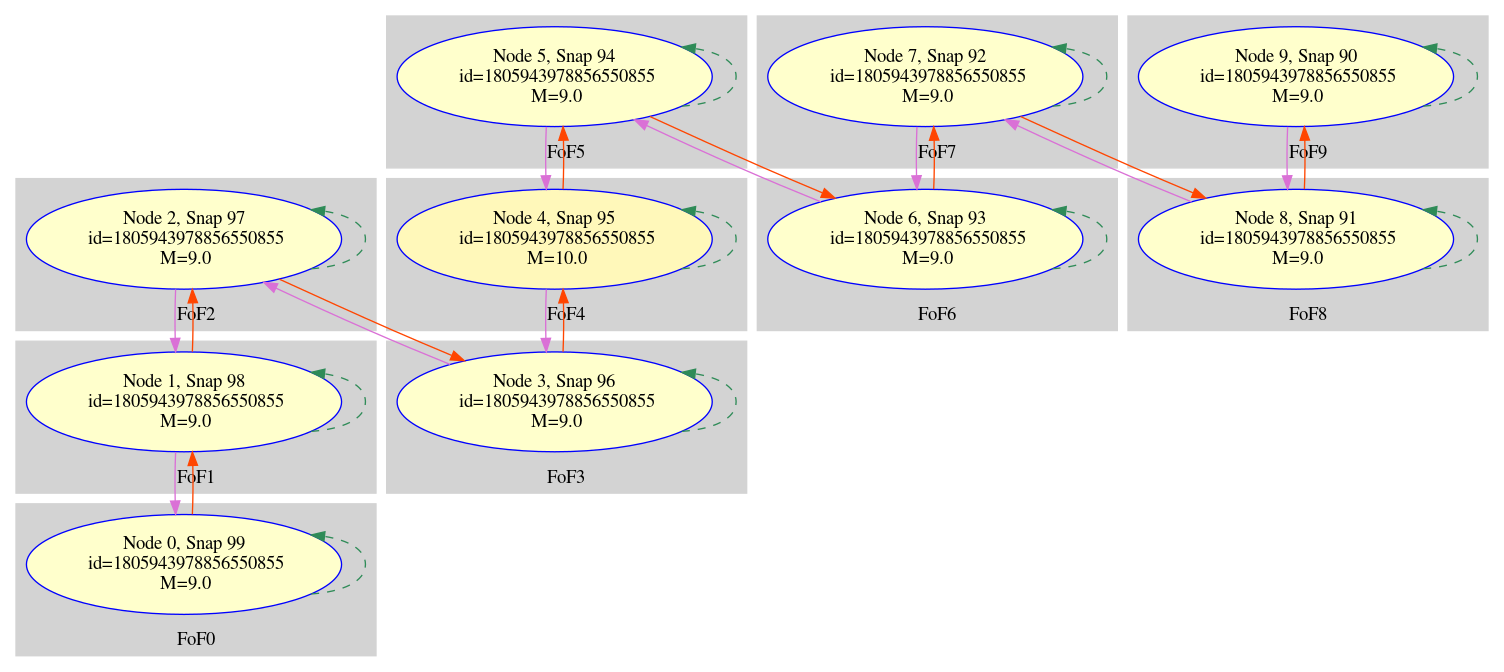 Node 5, Snap 94
id=1805943978856550855
M=9.0
FoF5
Node 7, Snap 92
id=1805943978856550855
M=9.0
FoF7
Node 9, Snap 90
id=1805943978856550855
M=9.0
FoF9
Node 2, Snap 97
id=1805943978856550855
M=9.0
FoF2
Node 4, Snap 95
id=1805943978856550855
M=10.0
FoF4
Node 6, Snap 93
id=1805943978856550855
M=9.0
FoF6
Node 8, Snap 91
id=1805943978856550855
M=9.0
FoF8
Node 1, Snap 98
id=1805943978856550855
M=9.0
FoF1
Node 3, Snap 96
id=1805943978856550855
M=9.0
FoF3
Node 0, Snap 99
id=1805943978856550855
M=9.0
FoF0